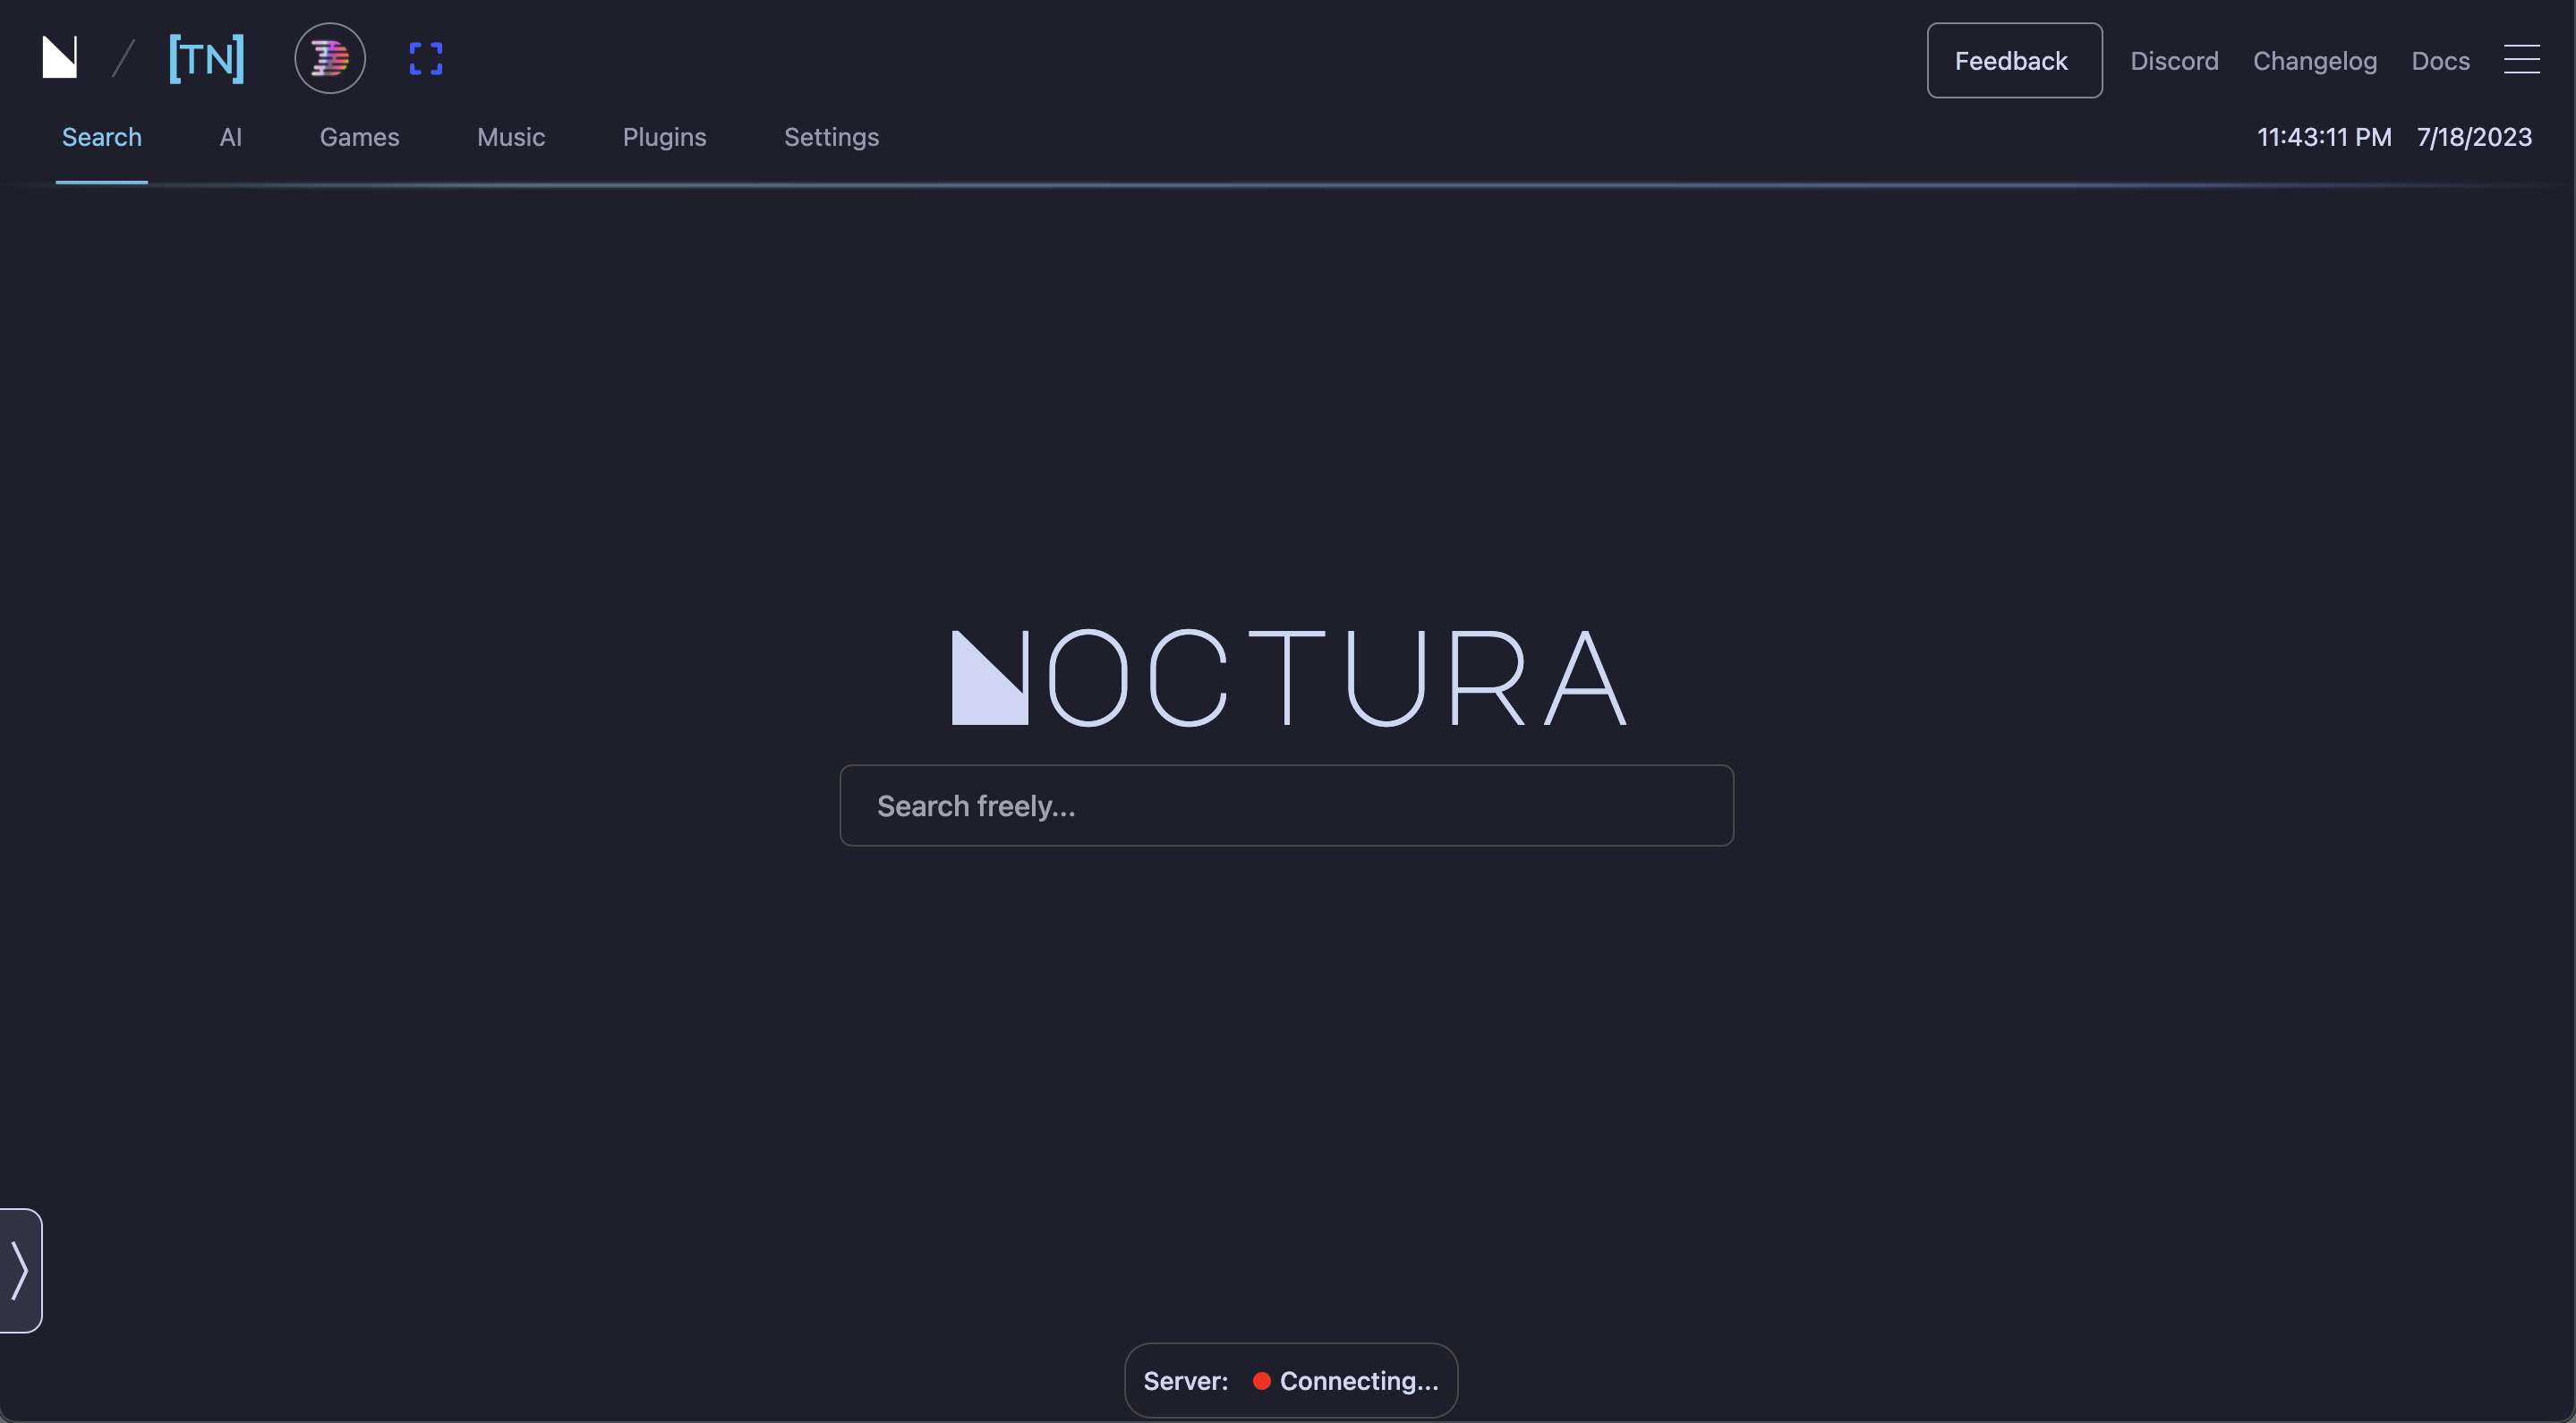 N / [TN] Feedback Discord Changelog Docs
Search AI Games Music Plugins Settings 11:43:11 PM 7/18/2023
NOCTURA
Search freely...
Server: Connecting...